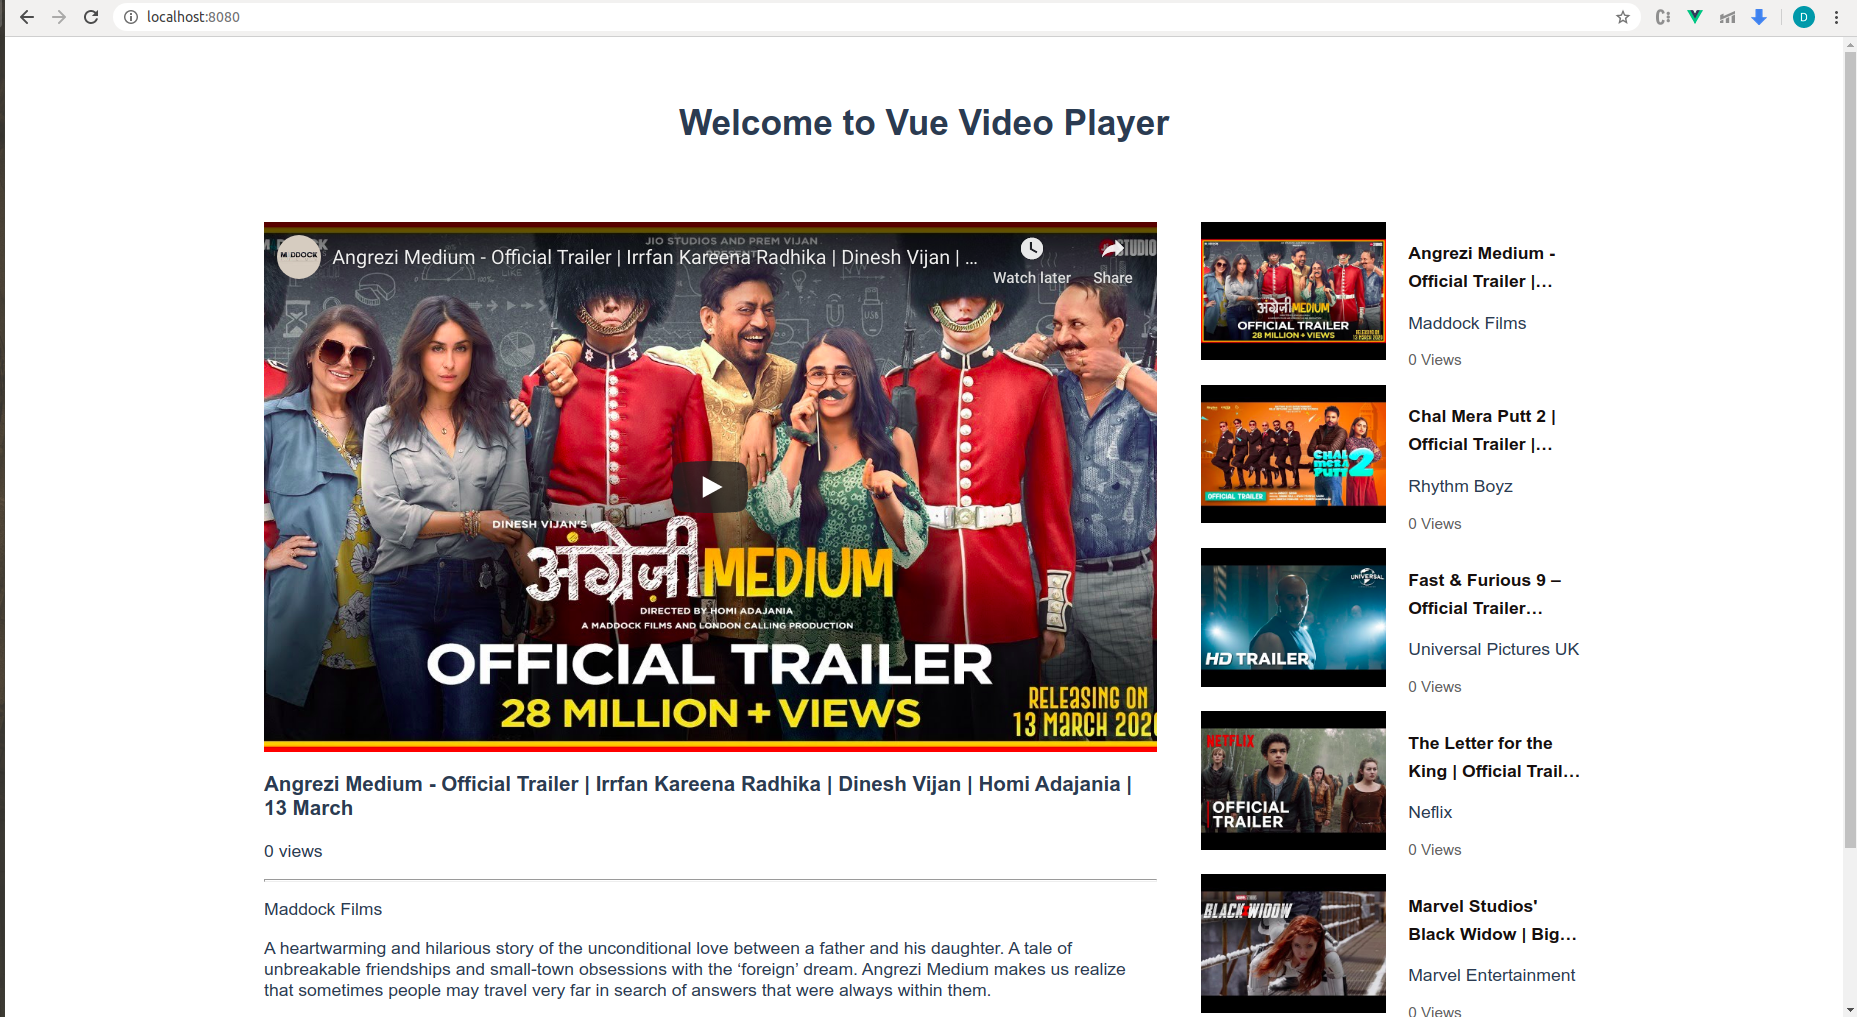 localhost:8080
D
Welcome to Vue Video Player
JIO STUDIOS AND PREM VIJAN
M DDOCK
Angrezi Medium - Official Trailer | Irrfan Kareena Radhika | Dinesh Vijan | ...
Watch later
Share
DINESH VIJAN'S
अंग्रेज़ी MEDIUM
DIRECTED BY HOMI ADAJANIA
A MADDOCK FILMS AND LONDON CALLING PRODUCTION
OFFICIAL TRAILER
28 MILLION + VIEWS
RELEASING ON
13 MARCH 2020
Angrezi Medium - Official Trailer | Irrfan Kareena Radhika | Dinesh Vijan | Homi Adajania |
13 March
0 views
Maddock Films
A heartwarming and hilarious story of the unconditional love between a father and his daughter. A tale of
unbreakable friendships and small-town obsessions with the ‘foreign’ dream. Angrezi Medium makes us realize
that sometimes people may travel very far in search of answers that were always within them.
अंग्रेज़ी MEDIUM
OFFICIAL TRAILER
28 MILLION + VIEWS
RELEASING ON
13 MARCH 2020
Angrezi Medium -
Official Trailer |...
Maddock Films
0 Views
CHAL
MERA
PUTT 2
OFFICIAL TRAILER
Chal Mera Putt 2 |
Official Trailer |...
Rhythm Boyz
0 Views
UNIVERSAL
HD TRAILER
Fast & Furious 9 –
Official Trailer...
Universal Pictures UK
0 Views
NETFLIX
OFFICIAL
TRAILER
The Letter for the
King | Official Trail...
Neflix
0 Views
BLACK WIDOW
Marvel Studios'
Black Widow | Big...
Marvel Entertainment
0 Views